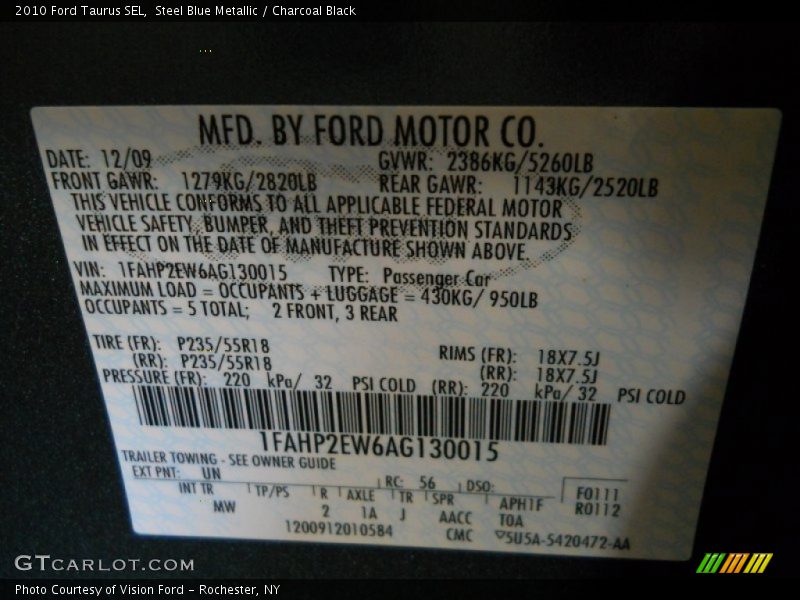 2010 Ford Taurus SEL, Steel Blue Metallic / Charcoal Black
MFD. BY FORD MOTOR CO.
DATE: 12/09 GVWR: 2386KG/5260LB
FRONT GAWR: 1279KG/2820LB REAR GAWR: 1143KG/2520LB
THIS VEHICLE CONFORMS TO ALL APPLICABLE FEDERAL MOTOR
VEHICLE SAFETY, BUMPER, AND THEFT PREVENTION STANDARDS
IN EFFECT ON THE DATE OF MANUFACTURE SHOWN ABOVE.
VIN: 1FAHP2EW6AG130015 TYPE: Passenger Car
MAXIMUM LOAD = OCCUPANTS + LUGGAGE = 430KG/ 950LB
OCCUPANTS = 5 TOTAL; 2 FRONT, 3 REAR
TIRE (FR): P235/55R18 RIMS (FR): 18X7.5J
(RR): P235/55R18 (RR): 18X7.5J
PRESSURE (FR): 220 kPa/ 32 PSI COLD (RR): 220 kPa/ 32 PSI COLD
1FAHP2EW6AG130015
TRAILER TOWING - SEE OWNER GUIDE
EXT PNT: UN RC: 56 DSO: F0111
INT TR TP/PS R AXLE TR SPR APH1F R0112
MW 2 1A J AACC TOA
1200912010584 CMC ▽5U5A-5420472-AA
GTCARLOT.COM
Photo Courtesy of Vision Ford - Rochester, NY